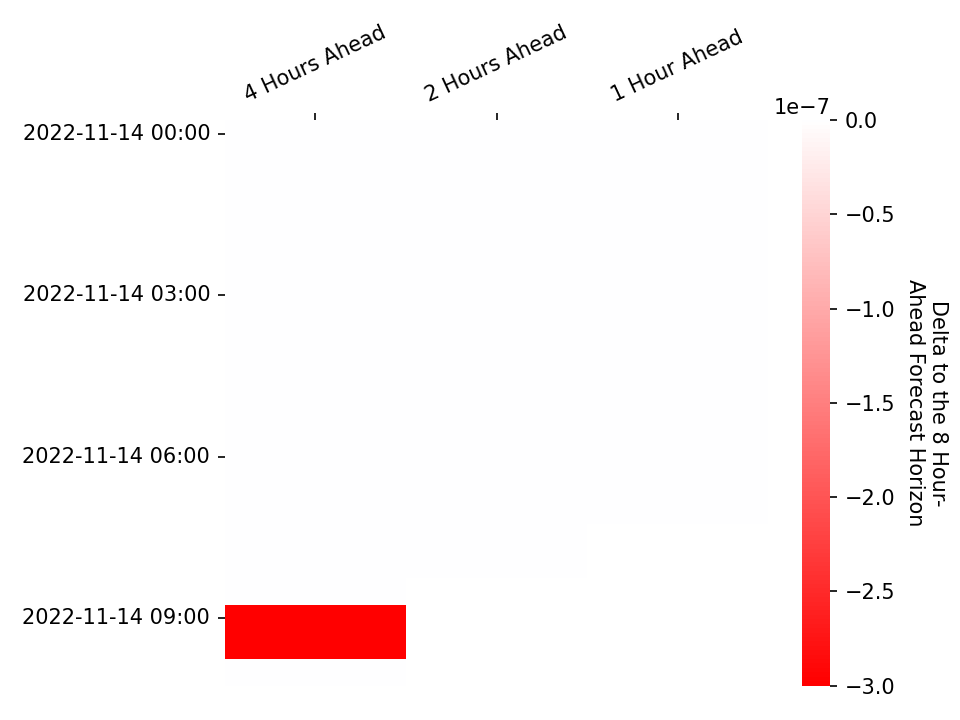 4 Hours Ahead
2 Hours Ahead
1 Hour Ahead
1e−7
2022-11-14 00:00
2022-11-14 03:00
2022-11-14 06:00
2022-11-14 09:00
0.0
−0.5
−1.0
−1.5
−2.0
−2.5
−3.0
Delta to the 8 Hour-
Ahead Forecast Horizon